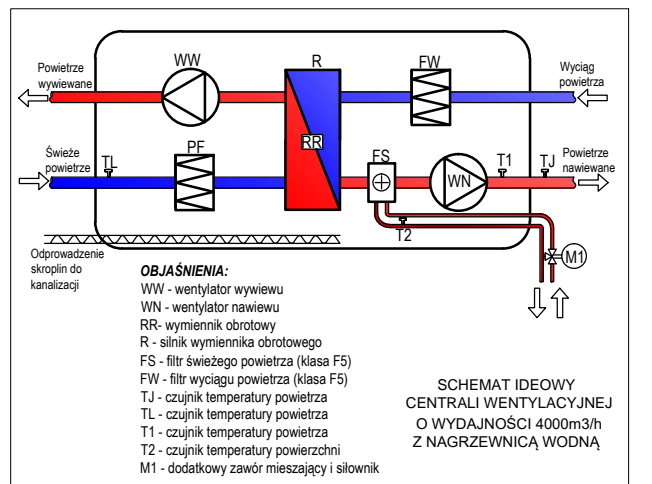 WW
R
FW
Powietrze
wywiewane
Wyciąg
powietrza
RR
Świeże
powietrze
TL
PF
FS
WN
T1
TJ
Powietrze
nawiewane
T2
M1
Odprowadzenie
skroplin do
kanalizacji
OBJAŚNIENIA:
WW - wentylator wywiewu
WN - wentylator nawiewu
RR- wymiennik obrotowy
R - silnik wymiennika obrotowego
FS - filtr świeżego powietrza (klasa F5)
FW - filtr wyciągu powietrza (klasa F5)
TJ - czujnik temperatury powietrza
TL - czujnik temperatury powietrza
T1 - czujnik temperatury powietrza
T2 - czujnik temperatury powierzchni
M1 - dodatkowy zawór mieszający i siłownik
SCHEMAT IDEOWY
CENTRALI WENTYLACYJNEJ
O WYDAJNOŚCI 4000m3/h
Z NAGRZEWNICĄ WODNĄ